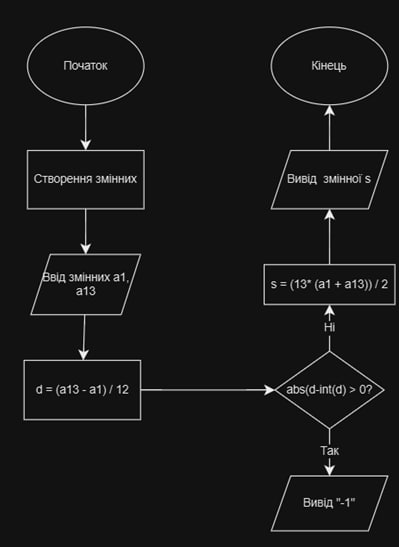 Початок
Створення змінних
Ввід змінних a1,
a13
d = (a13 - a1) / 12
abs(d-int(d) > 0?
Ні
s = (13* (a1 + a13)) / 2
Вивід змінної s
Кінець
Так
Вивід "-1"